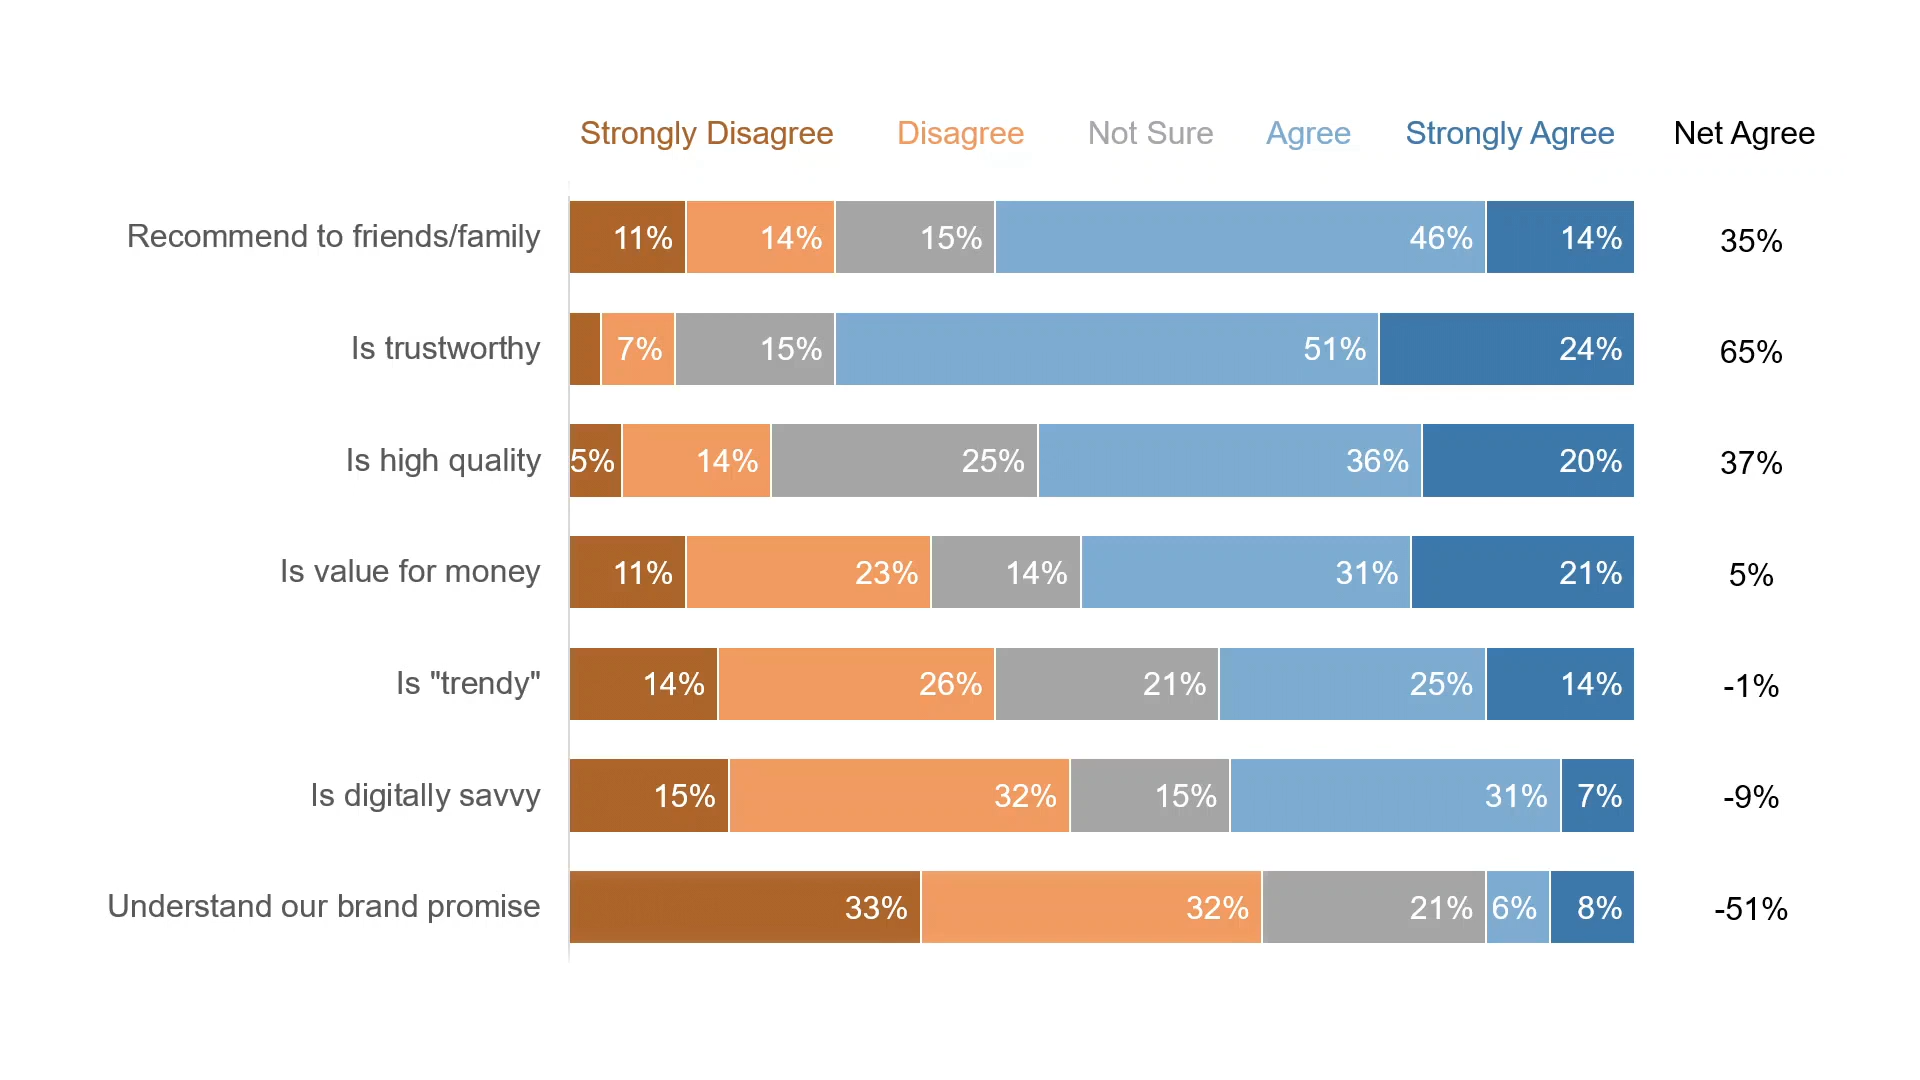 Strongly Disagree Disagree Not Sure Agree Strongly Agree Net Agree
Recommend to friends/family 11% 14% 15% 46% 14% 35%
Is trustworthy 7% 15% 51% 24% 65%
Is high quality 5% 14% 25% 36% 20% 37%
Is value for money 11% 23% 14% 31% 21% 5%
Is "trendy" 14% 26% 21% 25% 14% -1%
Is digitally savvy 15% 32% 15% 31% 7% -9%
Understand our brand promise 33% 32% 21% 6% 8% -51%